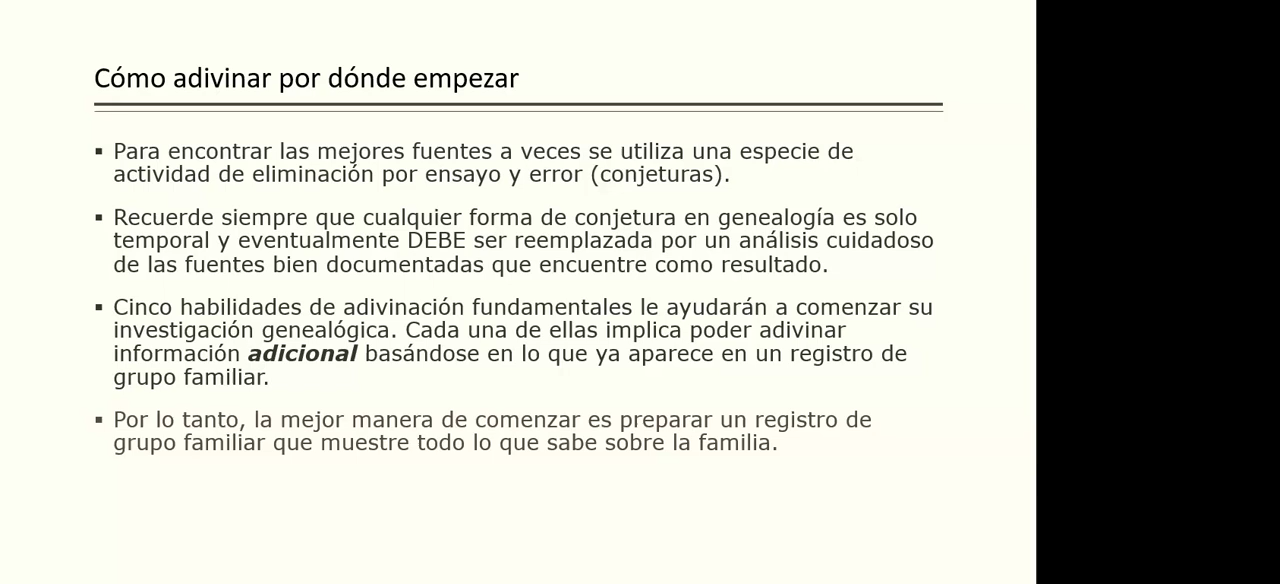 Cómo adivinar por dónde empezar
▪ Para encontrar las mejores fuentes a veces se utiliza una especie de
actividad de eliminación por ensayo y error (conjeturas).
▪ Recuerde siempre que cualquier forma de conjetura en genealogía es solo
temporal y eventualmente DEBE ser reemplazada por un análisis cuidadoso
de las fuentes bien documentadas que encuentre como resultado.
▪ Cinco habilidades de adivinación fundamentales le ayudarán a comenzar su
investigación genealógica. Cada una de ellas implica poder adivinar
información adicional basándose en lo que ya aparece en un registro de
grupo familiar.
▪ Por lo tanto, la mejor manera de comenzar es preparar un registro de
grupo familiar que muestre todo lo que sabe sobre la familia.